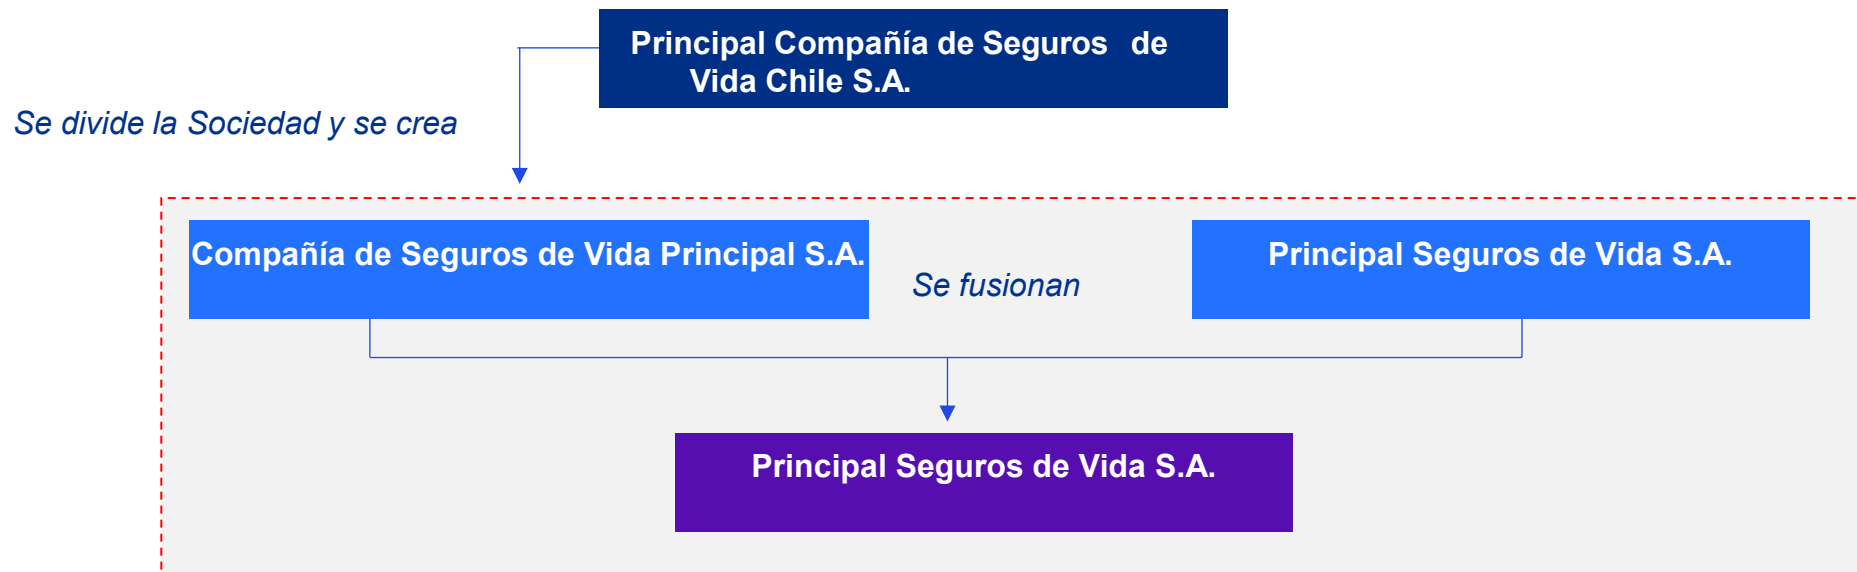 Principal Compañía de Seguros de
Vida Chile S.A.
Se divide la Sociedad y se crea
Compañía de Seguros de Vida Principal S.A.
Se fusionan
Principal Seguros de Vida S.A.
Principal Seguros de Vida S.A.